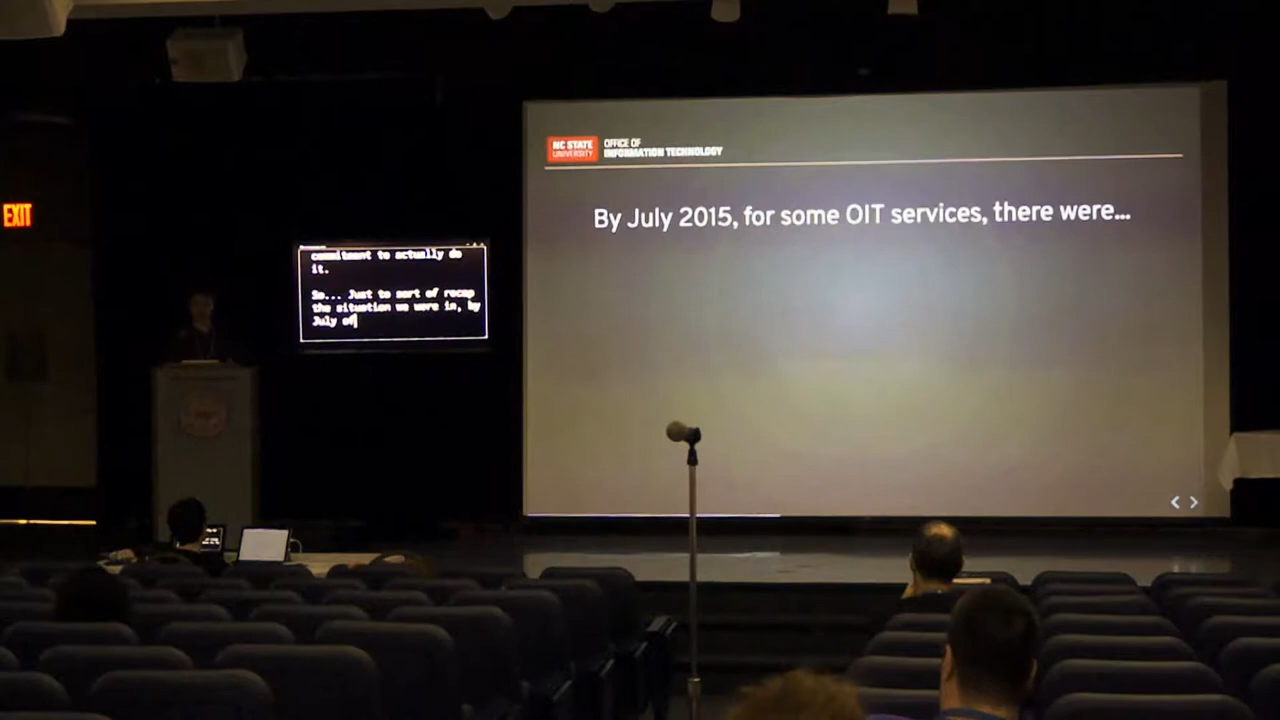 EXIT
commitment to actually do
it.
So... Just to sort of recap
the situation we were in, by
July of
NC STATE
UNIVERSITY
OFFICE OF
INFORMATION TECHNOLOGY
By July 2015, for some OIT services, there were...
< >